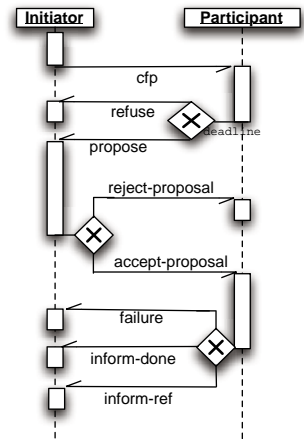 Initiator Participant
cfp
refuse
deadline
propose
reject-proposal
accept-proposal
failure
inform-done
inform-ref